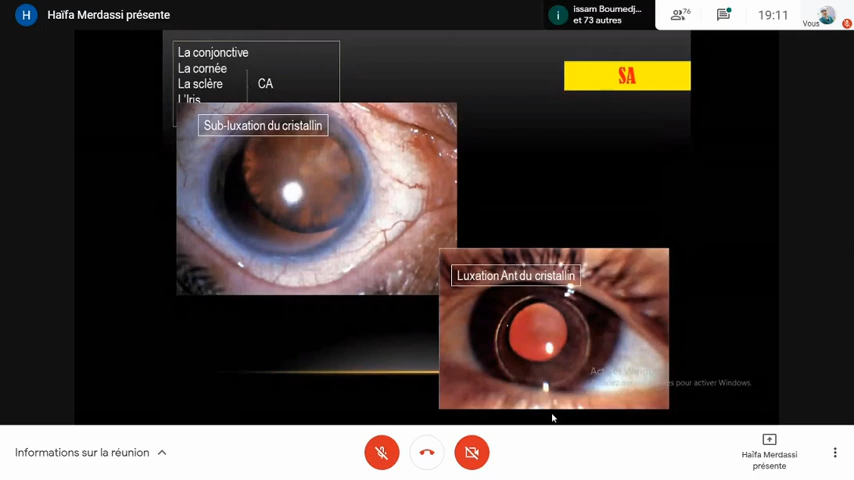 H Haïfa Merdassi présente
i issam Boumedj...
et 73 autres
76
19:11
Vous
La conjonctive
La cornée
La sclère
CA
L'Iris
SA
Sub-luxation du cristallin
Luxation Ant du cristallin
pour activer Windows.
Informations sur la réunion
Haïfa Merdassi
présente